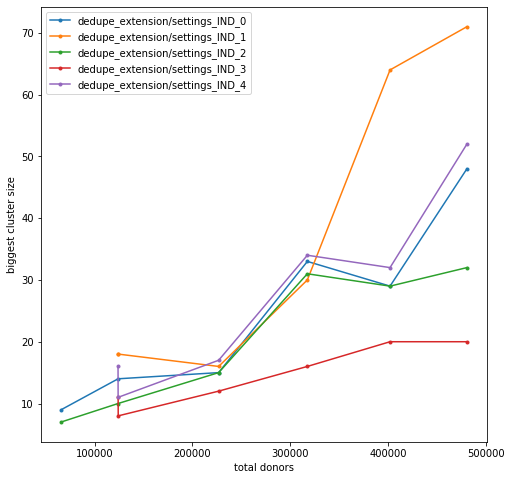 dedupe_extension/settings_IND_0
dedupe_extension/settings_IND_1
dedupe_extension/settings_IND_2
dedupe_extension/settings_IND_3
dedupe_extension/settings_IND_4
70
60
50
40
30
20
10
biggest cluster size
100000 200000 300000 400000 500000
total donors